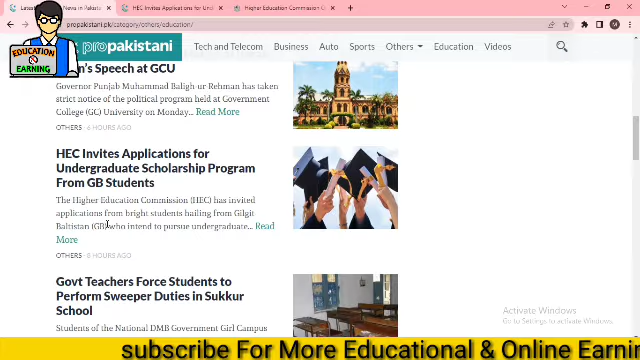 Latest
News in Pakista
HEC Invites Applications for Und
Higher Education Commission C
propakistani.pk/category/others/education/
EDUCATION
&
EARNING
propakistani
Tech and Telecom
Business
Auto
Sports
Others
Education
Videos
n's Speech at GCU
Governor Punjab Muhammad Baligh-ur Rehman has taken
strict notice of the political program held at Government
College (GC) University on Monday... Read More
OTHERS - 6 HOURS AGO
HEC Invites Applications for
Undergraduate Scholarship Program
From GB Students
The Higher Education Commission (HEC) has invited
applications from bright students hailing from Gilgit
Baltistan (GB) who intend to pursue undergraduate... Read
More
OTHERS - 8 HOURS AGO
Govt Teachers Force Students to
Perform Sweeper Duties in Sukkur
School
Students of the National DMB Government Girl Campus
Activate Windows
Go to Settings to activate Windows.
subscribe For More Educational & Online Earnin